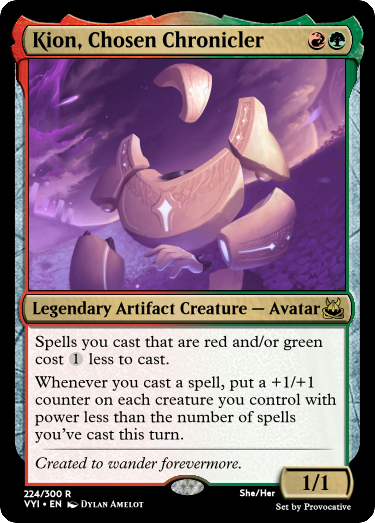 Kion, Chosen Chronicler
Legendary Artifact Creature — Avatar
Spells you cast that are red and/or green
cost 1 less to cast.
Whenever you cast a spell, put a +1/+1
counter on each creature you control with
power less than the number of spells
you've cast this turn.
Created to wander forevermore.
1/1
224/300 R
VYI • EN Dylan Amelot
She/Her
Set by Provocative